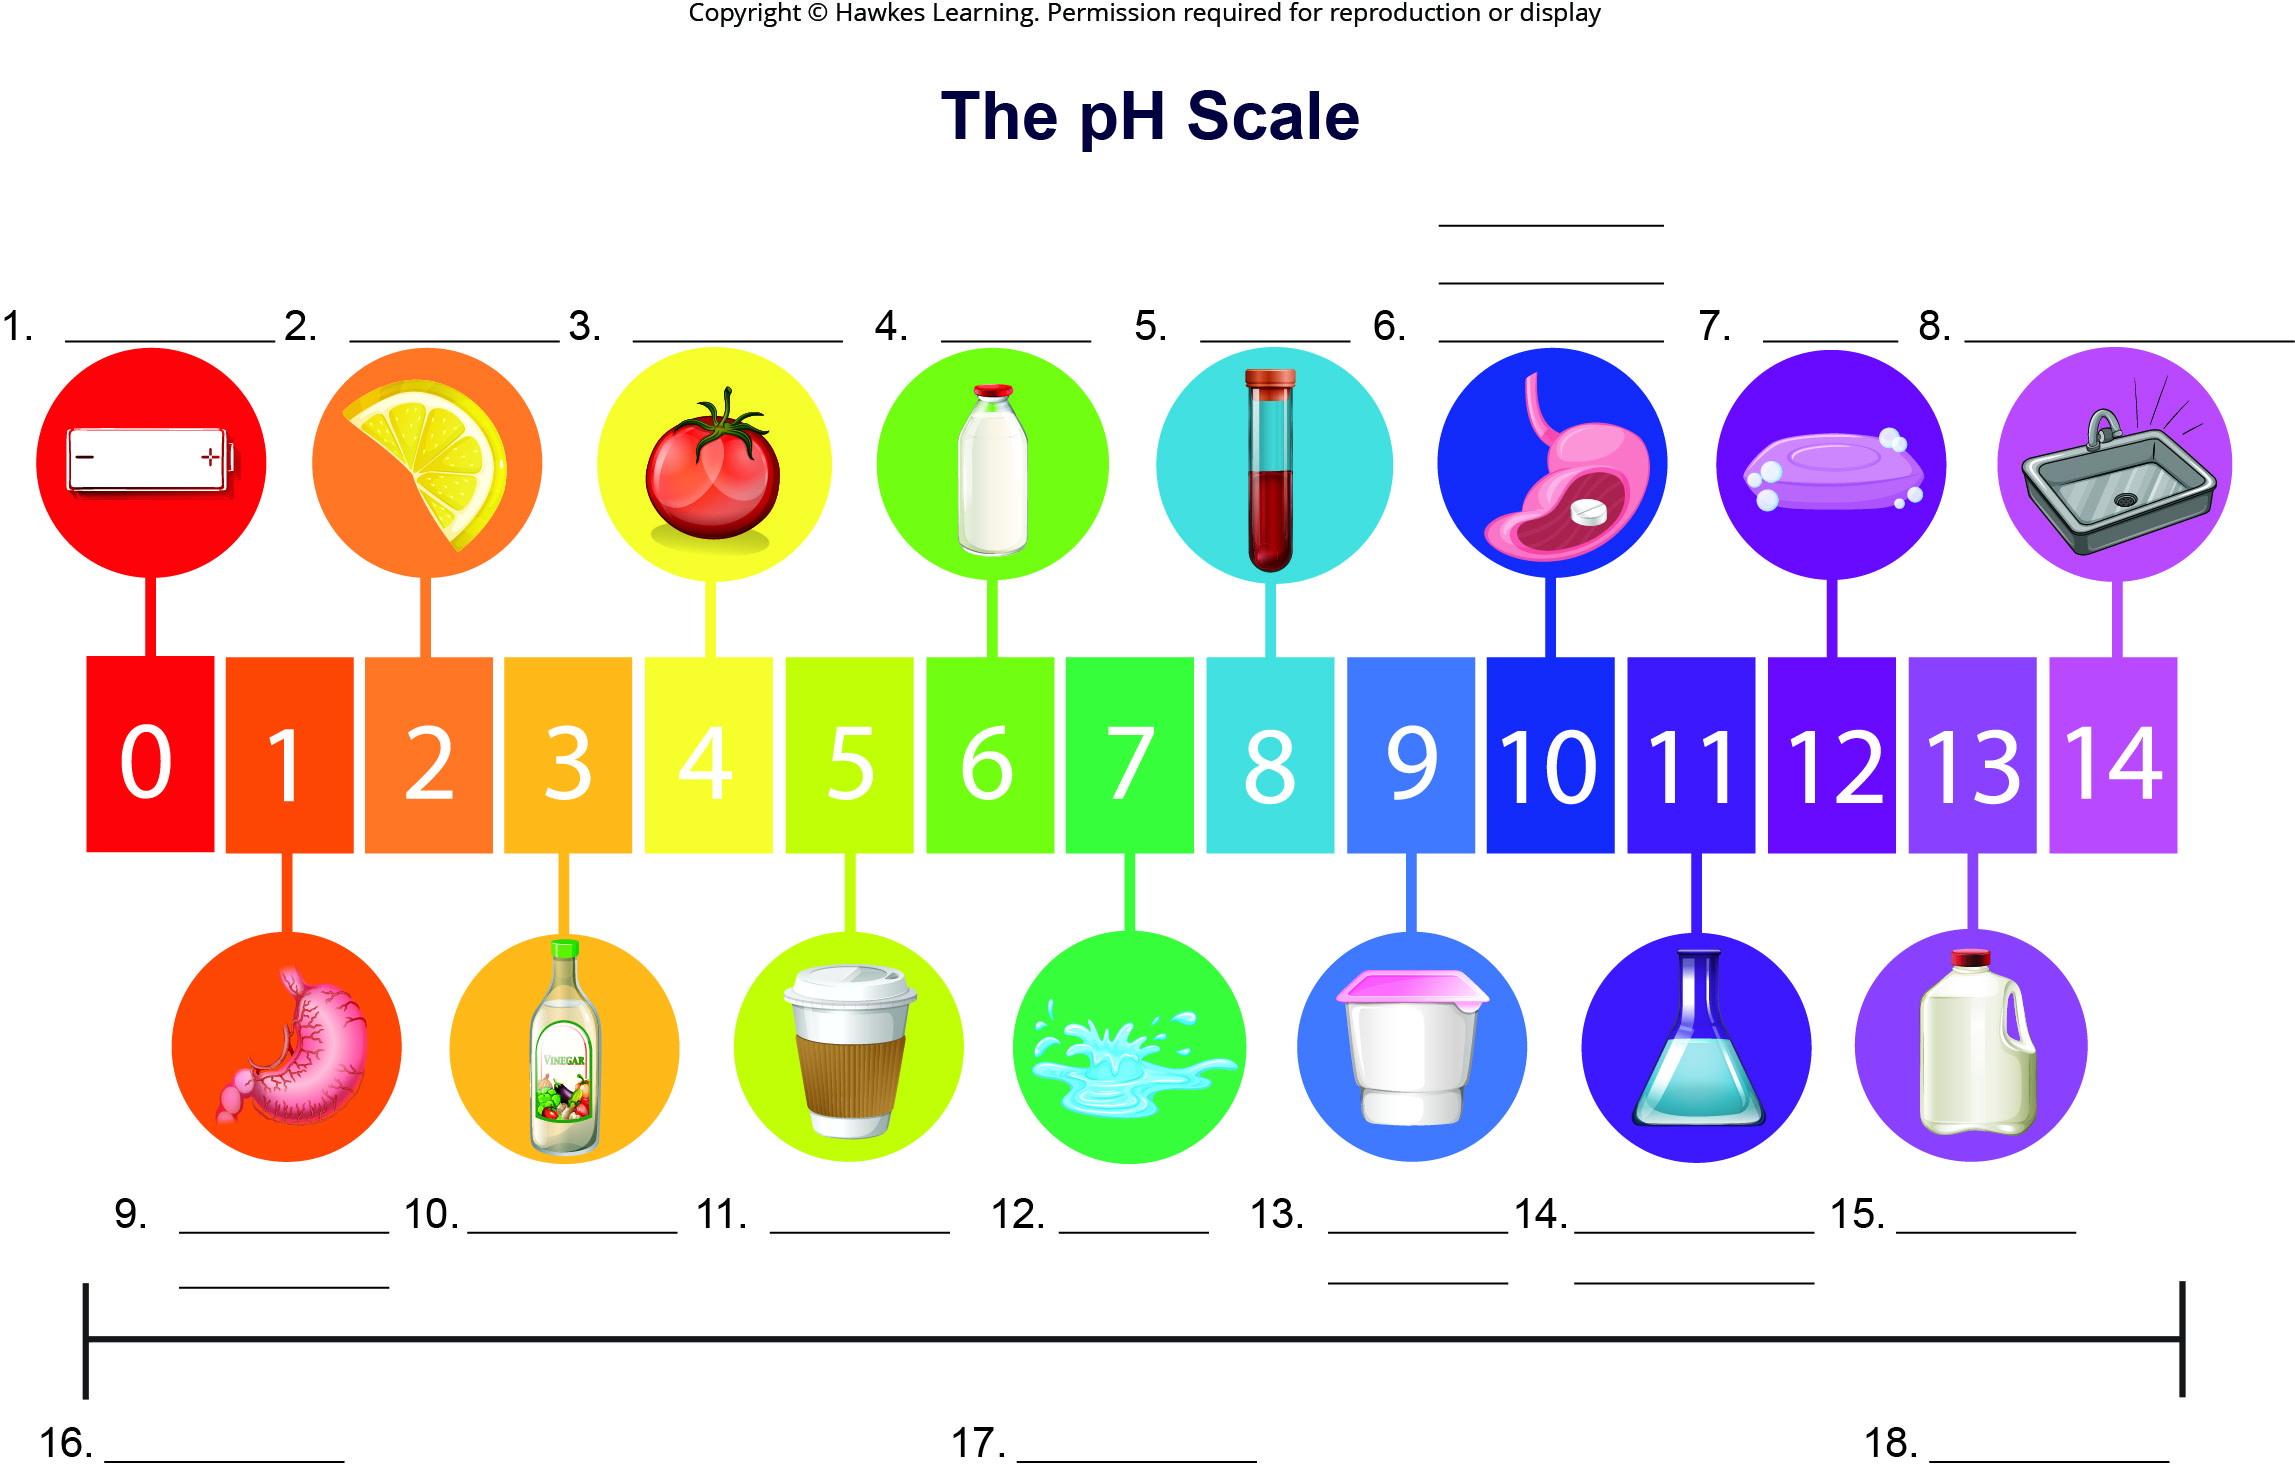 Copyright © Hawkes Learning. Permission required for reproduction or display
The pH Scale
1. 2. 3. 4. 5. 6. 7. 8.
− +
0 1 2 3 4 5 6 7 8 9 10 11 12 13 14
VINEGAR
9. 10. 11. 12. 13. 14. 15.
16. 17. 18.